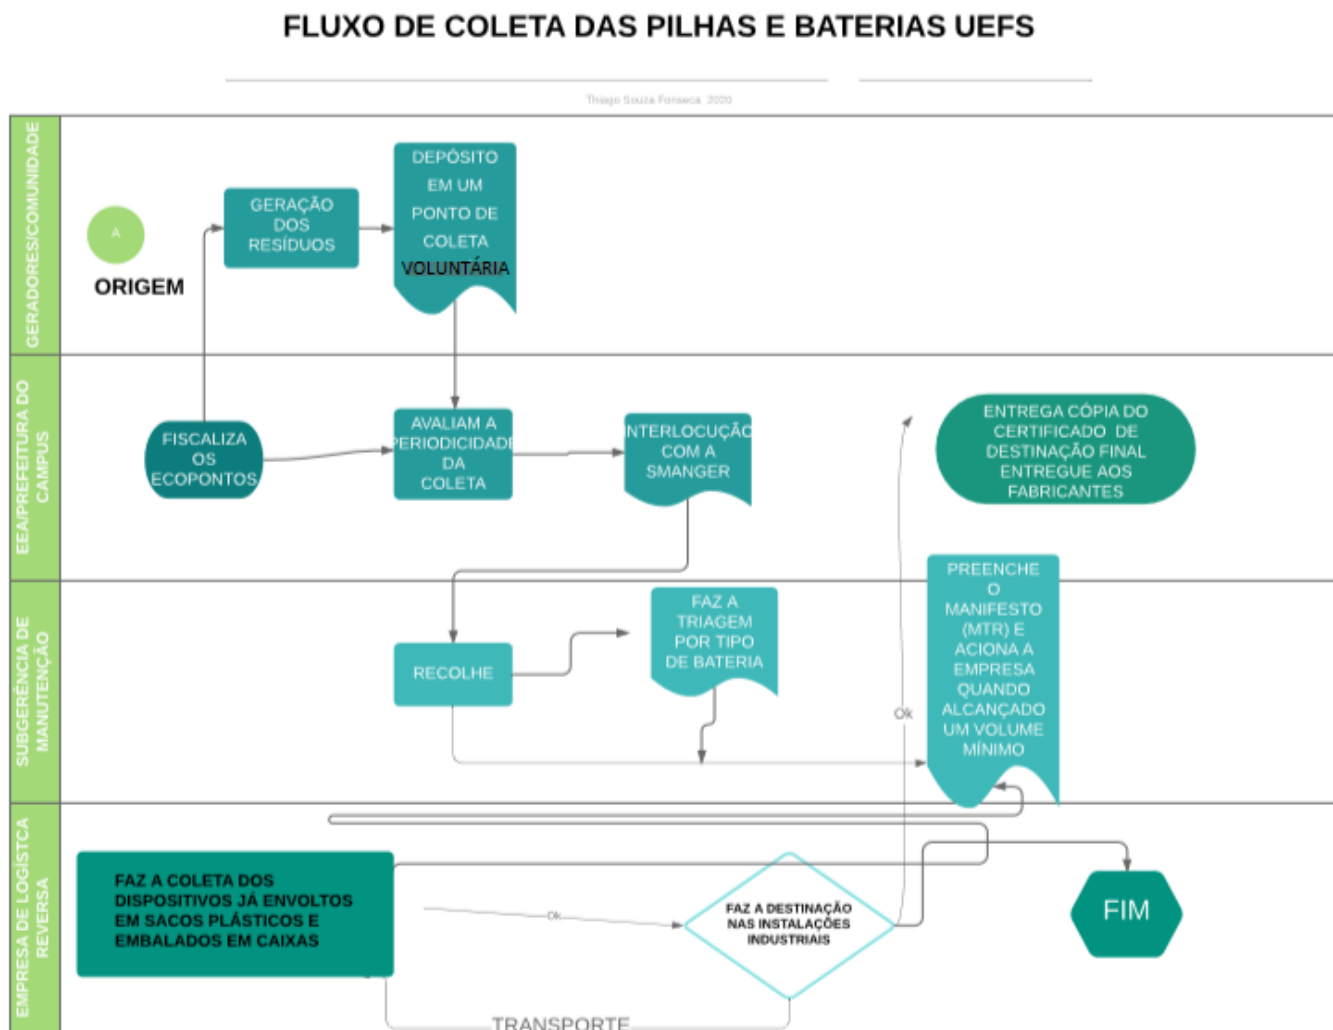 FLUXO DE COLETA DAS PILHAS E BATERIAS UEFS
Thiago Souza Fonseca 2020
GERADORES/COMUNIDADE
A
ORIGEM
GERAÇÃO
DOS
RESÍDUOS
DEPÓSITO
EM UM
PONTO DE
COLETA
VOLUNTÁRIA
EEA/PREFEITURA DO
CAMPUS
FISCALIZA
OS
ECOPONTOS
AVALIAM A
PERIODICIDADE
DA
COLETA
INTERLOCUÇÃO
COM A
SMANGER
ENTREGA CÓPIA DO
CERTIFICADO DE
DESTINAÇÃO FINAL
ENTREGUE AOS
FABRICANTES
SUBGERÊNCIA DE
MANUTENÇÃO
RECOLHE
FAZ A
TRIAGEM
POR TIPO
DE BATERIA
PREENCHE
O
MANIFESTO
(MTR) E
ACIONA A
EMPRESA
QUANDO
ALCANÇADO
UM VOLUME
MÍNIMO
Ok
EMPRESA DE LOGÍSTCA
REVERSA
FAZ A COLETA DOS
DISPOSITIVOS JÁ ENVOLTOS
EM SACOS PLÁSTICOS E
EMBALADOS EM CAIXAS
Ok
FAZ A DESTINAÇÃO
NAS INSTALAÇÕES
INDUSTRIAIS
FIM
TRANSPORTE